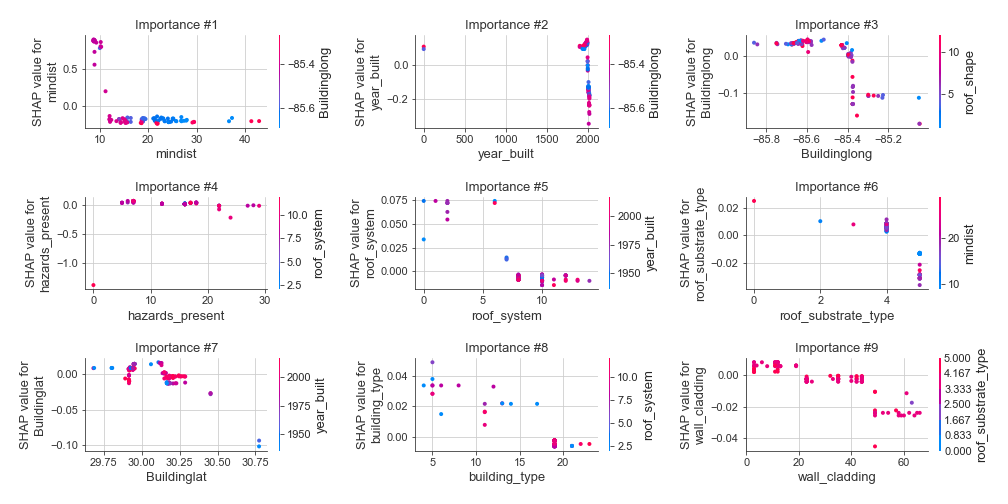 Importance #1
SHAP value for
mindist
0.5
0.0
10
20
30
40
mindist
−85.4
−85.6
Buildinglong
Importance #2
SHAP value for
year_built
0.0
−0.2
0
500
1000
1500
2000
year_built
−85.4
−85.6
Buildinglong
Importance #3
SHAP value for
Buildinglong
0.0
−0.1
−85.8
−85.6
−85.4
−85.2
Buildinglong
10
5
roof_shape
Importance #4
SHAP value for
hazards_present
0.0
−0.5
−1.0
0
10
20
30
hazards_present
10.0
7.5
5.0
2.5
roof_system
Importance #5
SHAP value for
roof_system
0.075
0.050
0.025
0.000
0
5
10
roof_system
2000
1975
1950
year_built
Importance #6
SHAP value for
roof_substrate_type
0.02
0.00
−0.02
0
2
4
roof_substrate_type
20
10
mindist
Importance #7
SHAP value for
Buildinglat
0.00
−0.05
−0.10
29.75
30.00
30.25
30.50
30.75
Buildinglat
2000
1975
1950
year_built
Importance #8
SHAP value for
building_type
0.04
0.02
0.00
5
10
15
20
building_type
10.0
7.5
5.0
2.5
roof_system
Importance #9
SHAP value for
wall_cladding
0.00
−0.02
−0.04
0
20
40
60
wall_cladding
5.000
4.167
3.333
2.500
1.667
0.833
0.000
roof_substrate_type